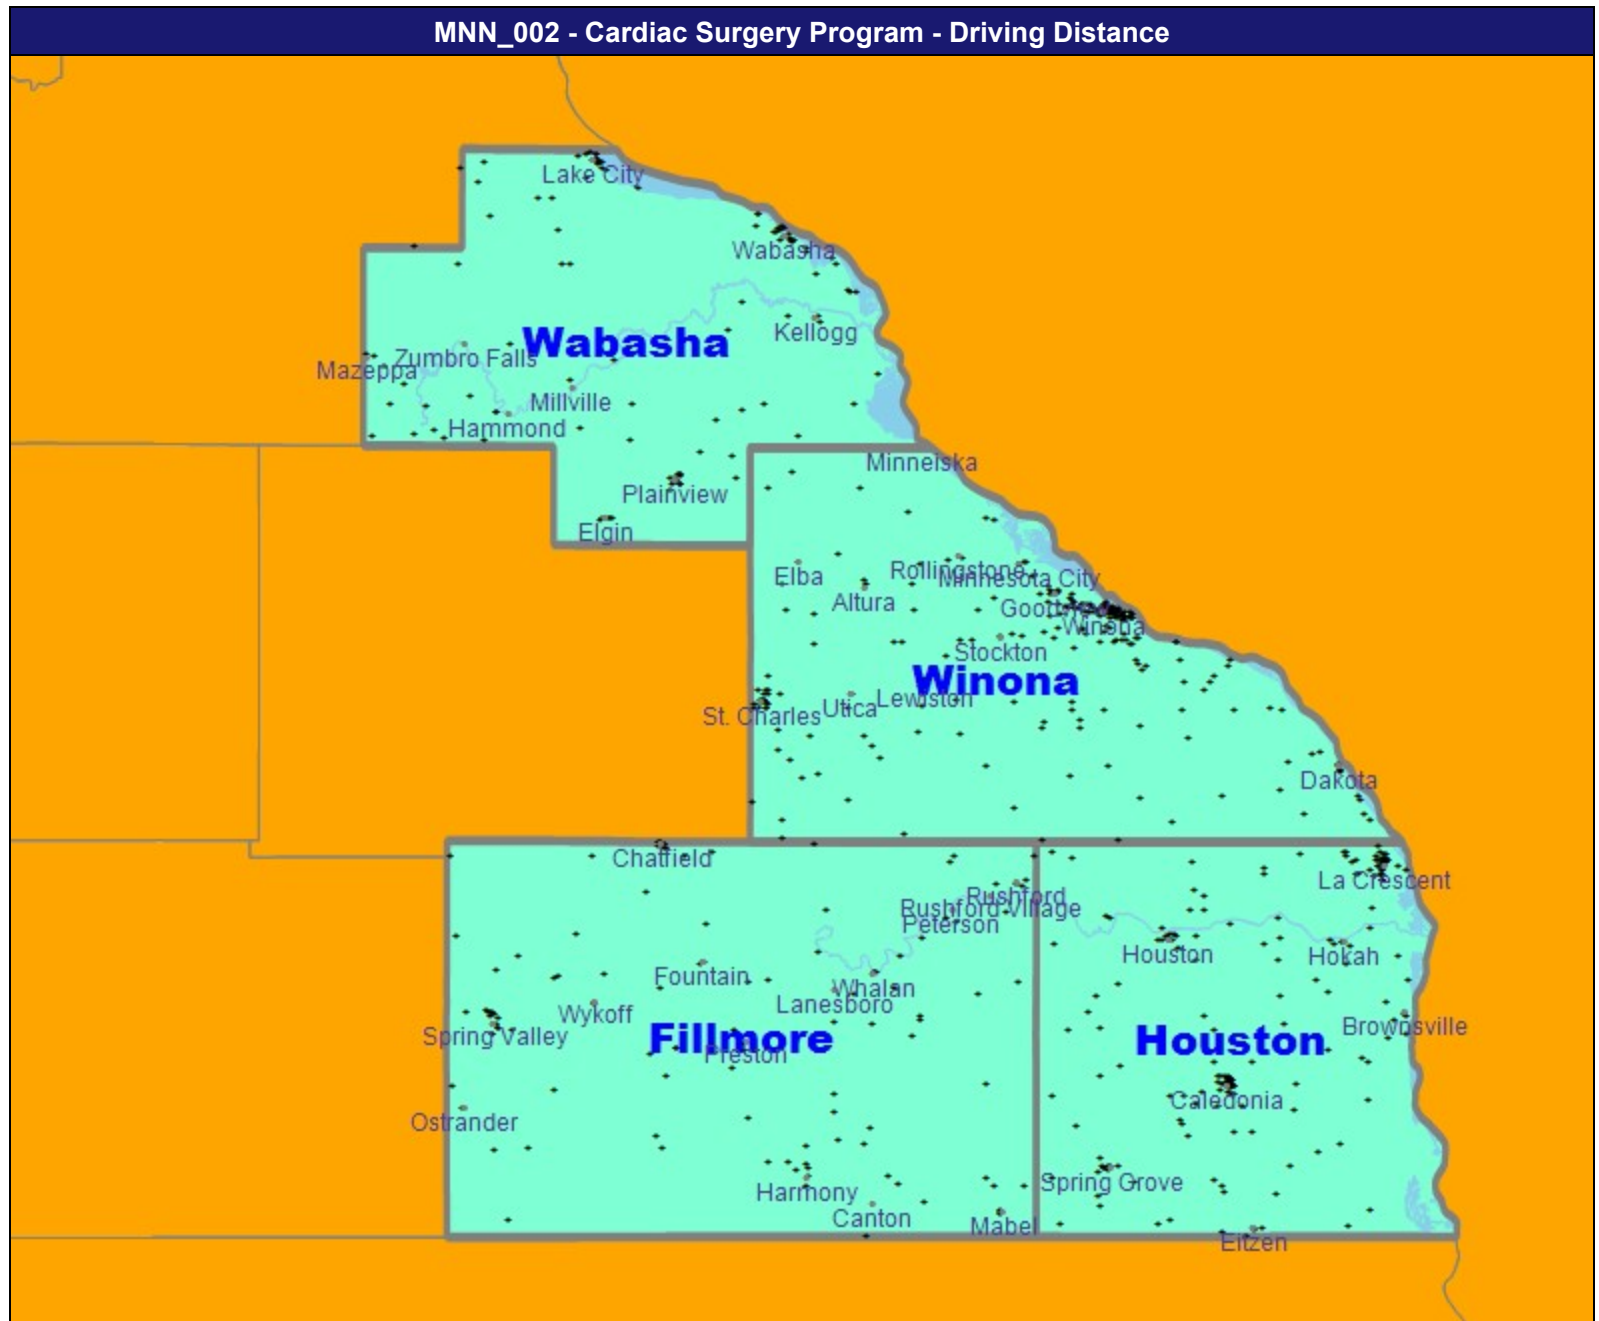 MNN_002 - Cardiac Surgery Program - Driving Distance
Lake City
Wabasha
Kellogg
Wabasha
Zumbro Falls
Mazeppa
Millville
Hammond
Minneiska
Plainview
Elgin
Rollingstone
Elba
Minnesota City
Altura
Goodview
Winona
Stockton
Winona
Lewiston
Utica
St. Charles
Dakota
Chatfield
La Crescent
Rushford
Rushford Village
Peterson
Houston
Hokah
Fountain
Whalan
Lanesboro
Wykoff
Brownsville
Spring Valley
Fillmore
Houston
Preston
Caledonia
Ostrander
Spring Grove
Harmony
Canton
Mabel
Eitzen